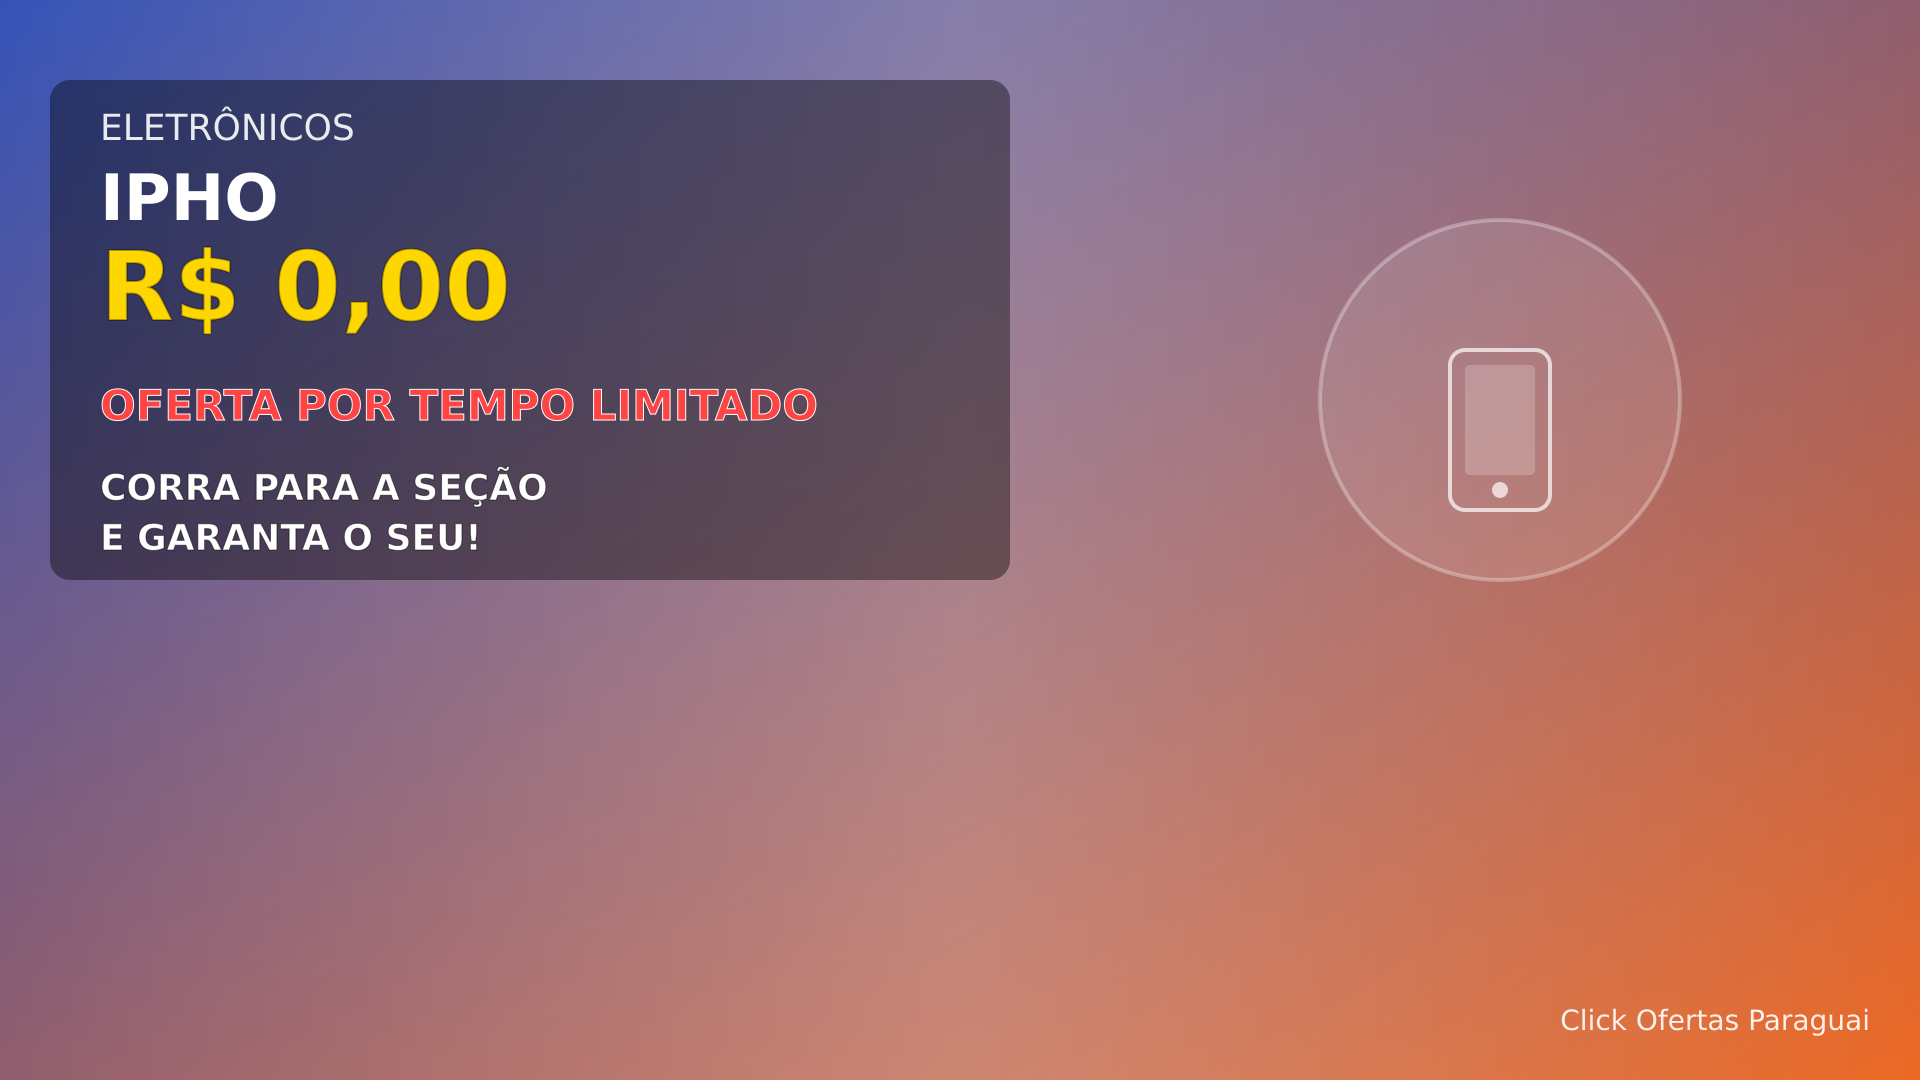 ELETRÔNICOS
IPHO
R$ 0,00
OFERTA POR TEMPO LIMITADO
CORRA PARA A SEÇÃO
E GARANTA O SEU!
Click Ofertas Paraguai